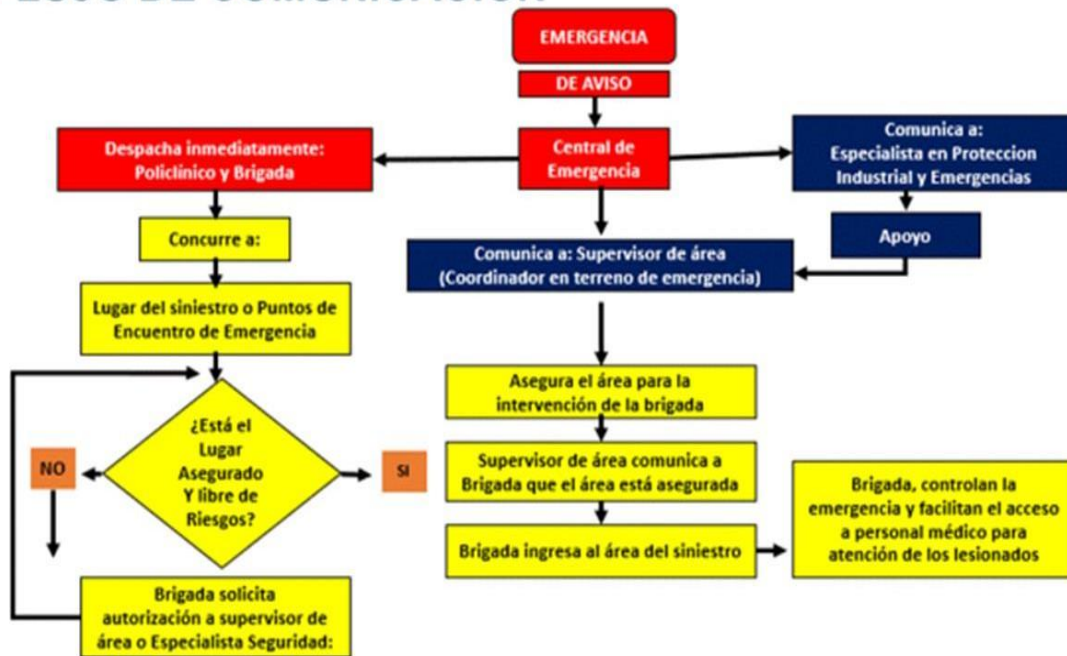 EMERGENCIA
DE AVISO
Central de
Emergencia
Despacha inmediatamente:
Policlínico y Brigada
Comunica a:
Especialista en Proteccion
Industrial y Emergencias
Apoyo
Concurre a:
Comunica a: Supervisor de área
(Coordinador en terreno de emergencia)
Lugar del siniestro o Puntos de
Encuentro de Emergencia
¿Está el
Lugar
Asegurado
Y libre de
Riesgos?
NO
SI
Brigada solicita
autorización a supervisor de
área o Especialista Seguridad:
Asegura el área para la
intervención de la brigada
Supervisor de área comunica a
Brigada que el área está asegurada
Brigada ingresa al área del siniestro
Brigada, controlan la
emergencia y facilitan el acceso
a personal médico para
atención de los lesionados